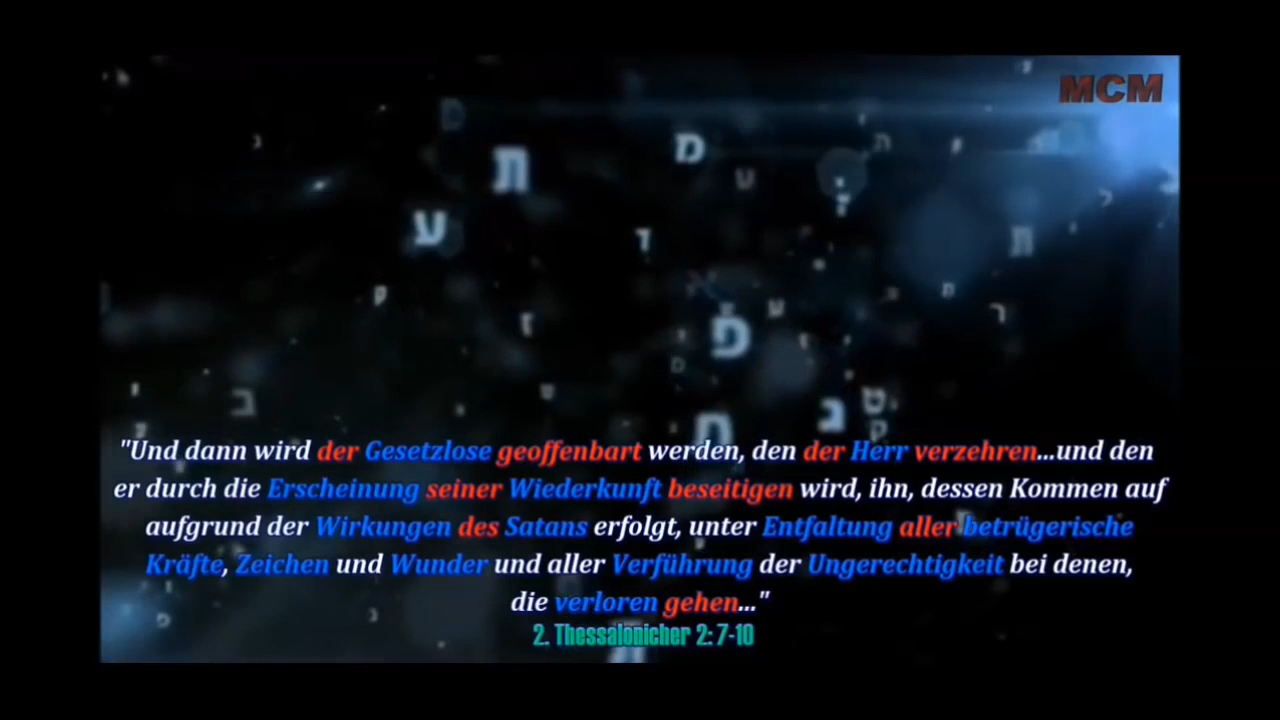 MCM
"Und dann wird der Gesetzlose geoffenbart werden, den der Herr verzehren...und den
er durch die Erscheinung seiner Wiederkunft beseitigen wird, ihn, dessen Kommen auf
aufgrund der Wirkungen des Satans erfolgt, unter Entfaltung aller betrügerische
Kräfte, Zeichen und Wunder und aller Verführung der Ungerechtigkeit bei denen,
die verloren gehen..."
2. Thessalonicher 2: 7-10